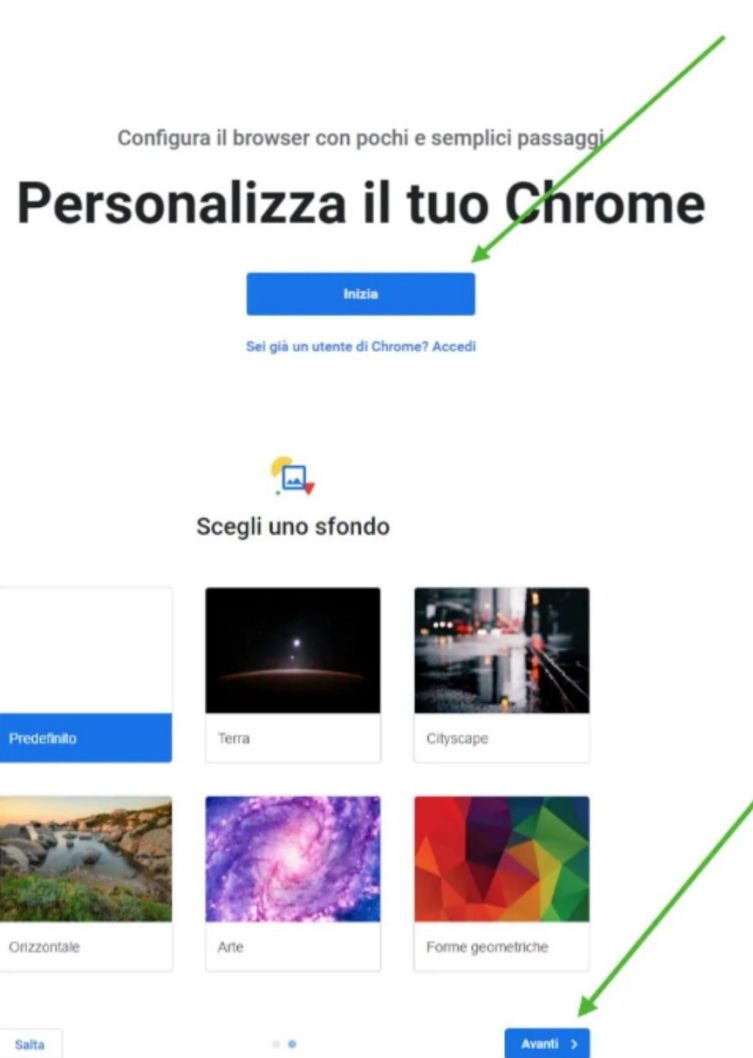 Configura il browser con pochi e semplici passaggi
Personalizza il tuo Chrome
Inizia
Sei già un utente di Chrome? Accedi
Scegli uno sfondo
Predefinito
Terra
Cityscape
Orizzontale
Arte
Forme geometriche
Salta
Avanti